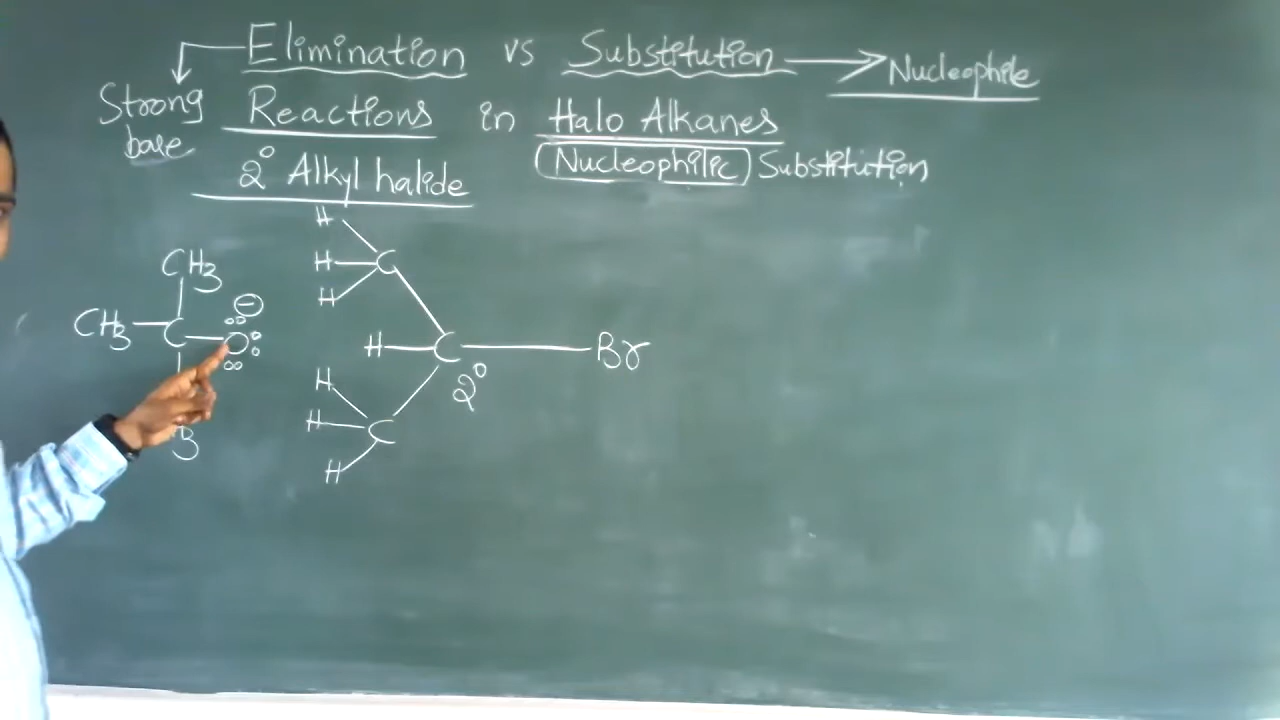 Elimination vs Substitution → Nucleophile
Strong base
Reactions in Halo Alkanes
Nucleophilic Substitution
2° Alkyl halide
CH3
CH3 C O ⊖
3
H
H C
H
H C Br
2°
H
H C
H